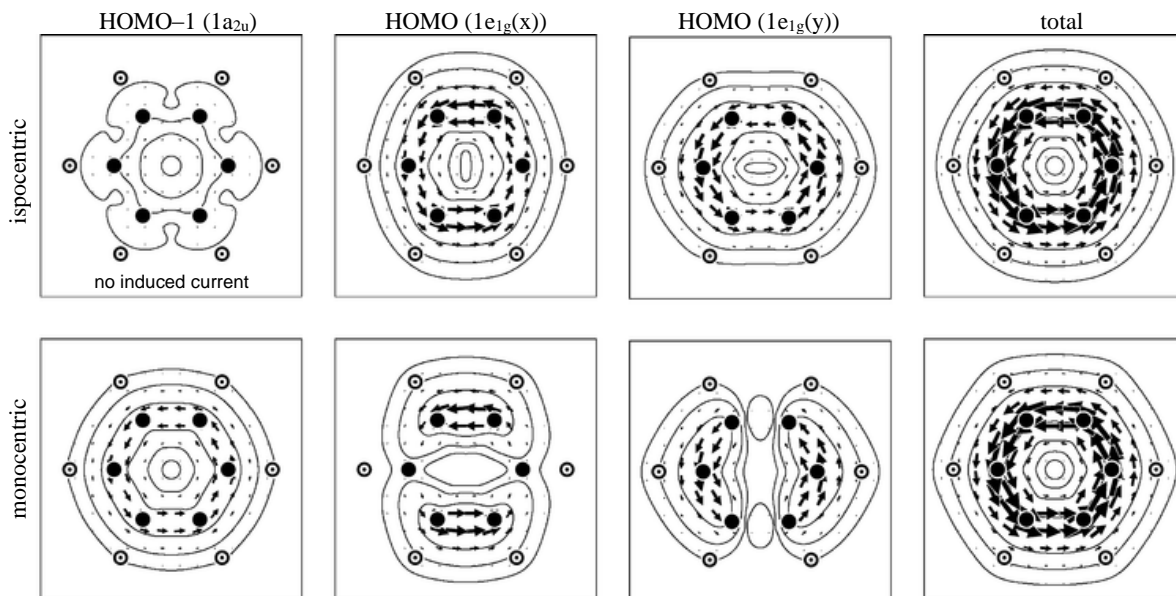 HOMO–1 (1a2u) HOMO (1e1g(x)) HOMO (1e1g(y)) total
ispocentric
no induced current
monocentric